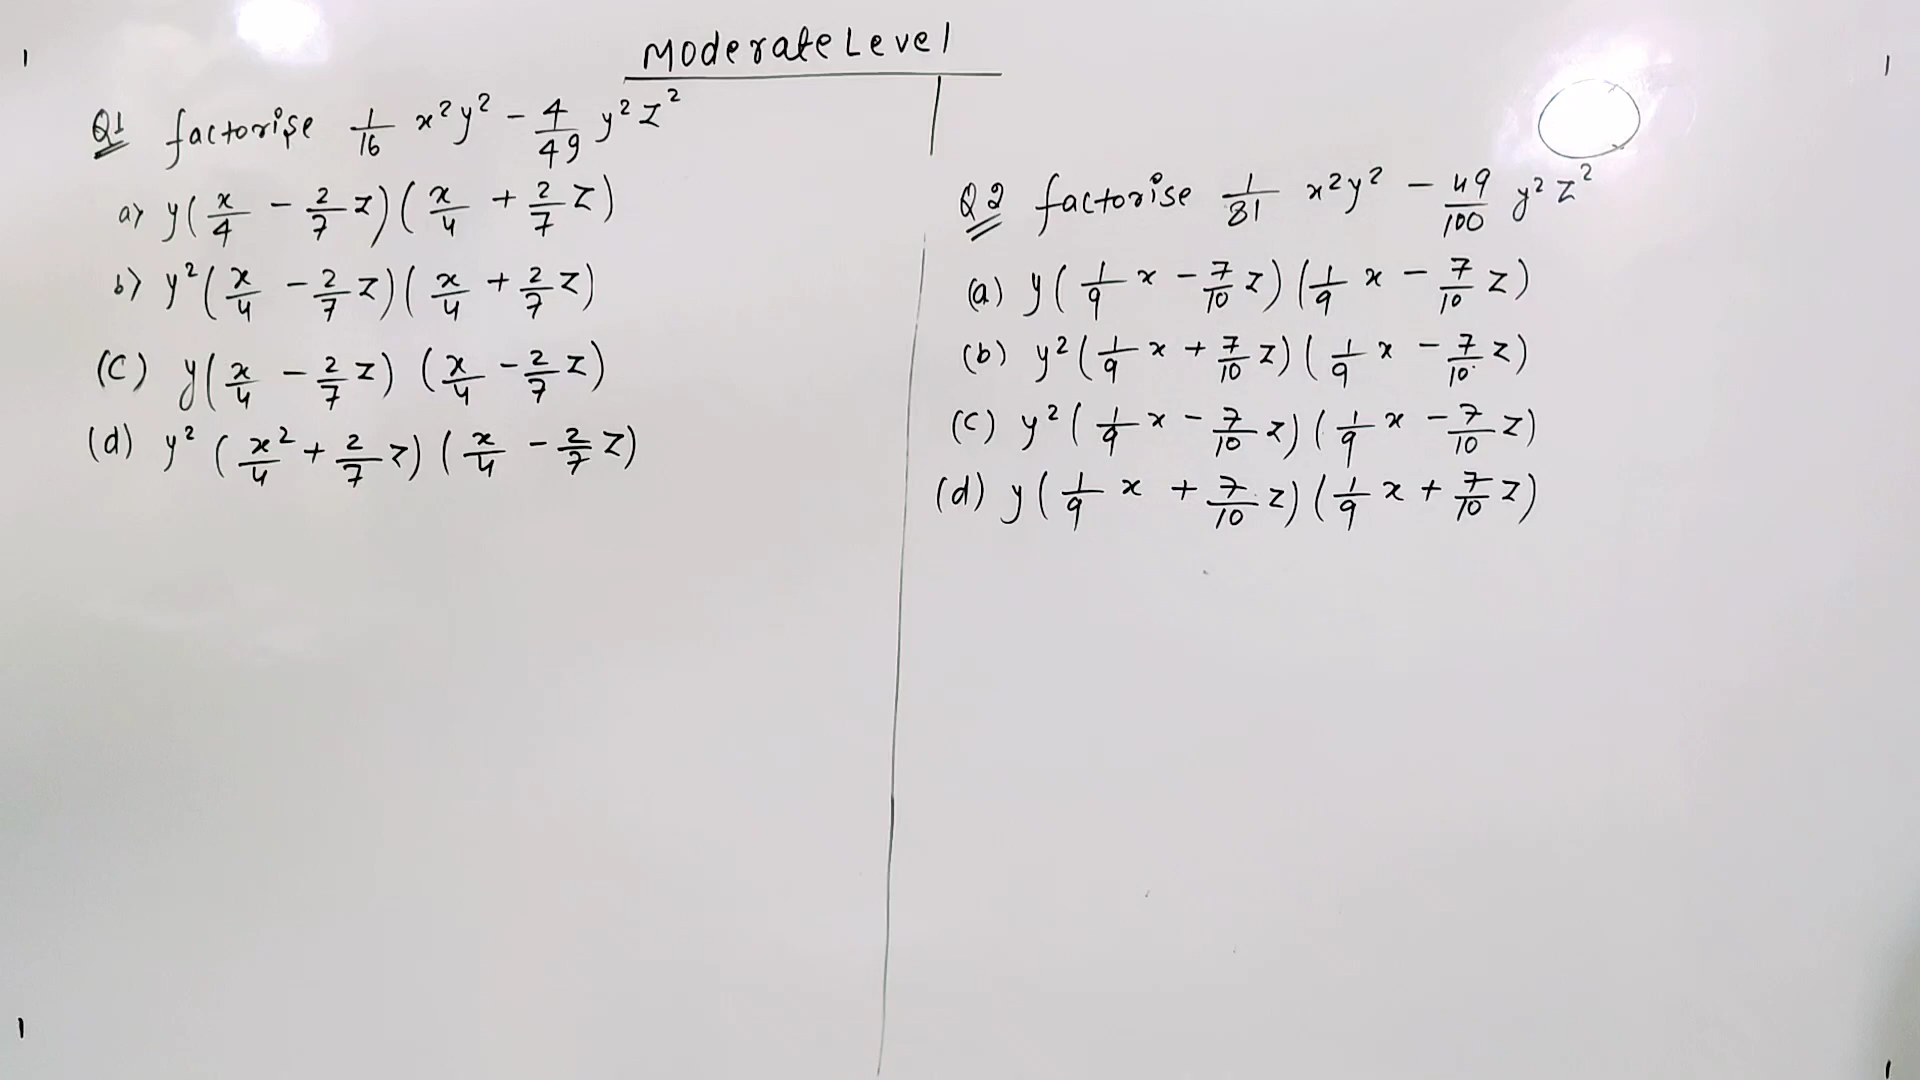 Moderate Level
Q1 factorise 1/16 x²y² - 4/49 y²z²
a) y(x/4 - 2/7 z)(x/4 + 2/7 z)
b) y²(x/4 - 2/7 z)(x/4 + 2/7 z)
(c) y(x/4 - 2/7 z)(x/4 - 2/7 z)
(d) y²(x²/4 + 2/7 z)(x/4 - 2/7 z)
Q2 factorise 1/81 x²y² - 49/100 y²z²
(a) y(1/9 x - 7/10 z)(1/9 x - 7/10 z)
(b) y²(1/9 x + 7/10 z)(1/9 x - 7/10 z)
(c) y²(1/9 x - 7/10 z)(1/9 x - 7/10 z)
(d) y(1/9 x + 7/10 z)(1/9 x + 7/10 z)